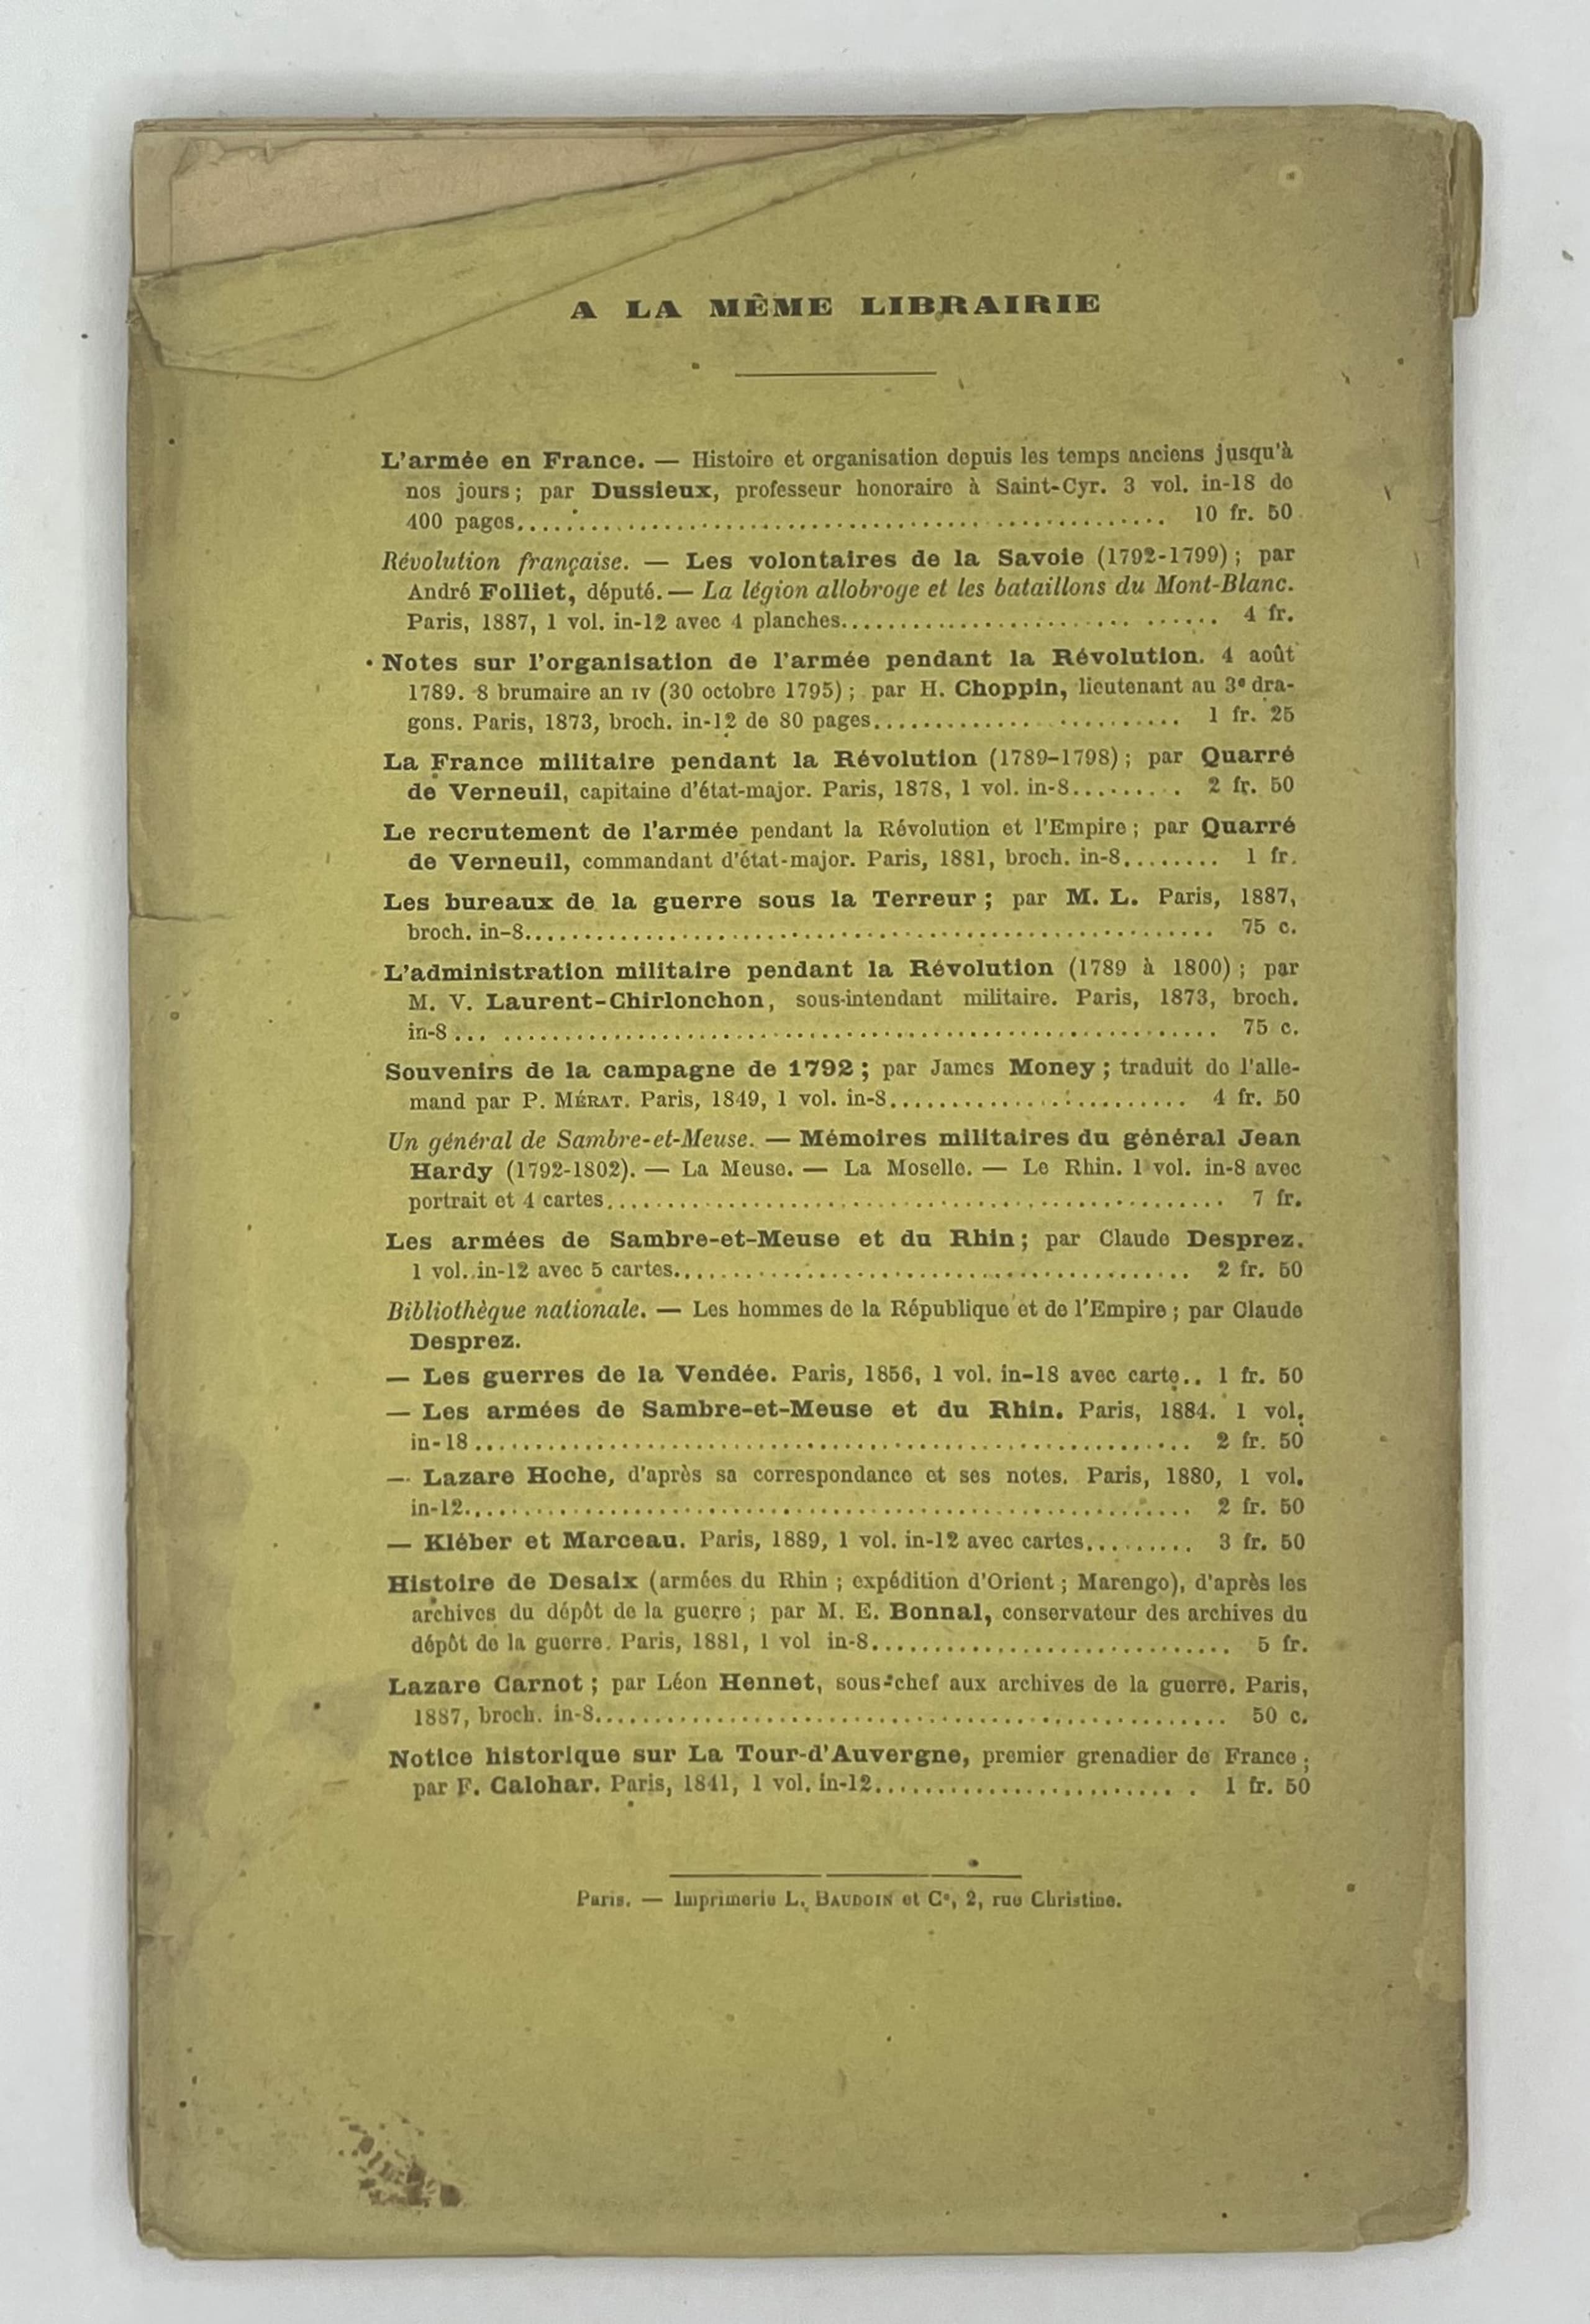 A LA MÊME LIBRAIRIE
L'armée en France. — Histoire et organisation depuis les temps anciens jusqu'à
nos jours ; par Dussieux, professeur honoraire à Saint-Cyr. 3 vol. in-18 de
400 pages........ 10 fr. 50
Révolution française. — Les volontaires de la Savoie (1792-1799) ; par
André Folliet, député. — La légion allobroge et les bataillons du Mont-Blanc.
Paris, 1887, 1 vol. in-12 avec 4 planches........ 4 fr.
Notes sur l'organisation de l'armée pendant la Révolution. 4 août
1789. 8 brumaire an IV (30 octobre 1795) ; par H. Choppin, lieutenant au 3e dra-
gons. Paris, 1873, broch. in-12 de 80 pages........ 1 fr. 25
La France militaire pendant la Révolution (1789-1798) ; par Quarré
de Verneuil, capitaine d'état-major. Paris, 1878, 1 vol. in-8........ 2 fr. 50
Le recrutement de l'armée pendant la Révolution et l'Empire ; par Quarré
de Verneuil, commandant d'état-major. Paris, 1881, broch. in-8........ 1 fr.
Les bureaux de la guerre sous la Terreur ; par M. L. Paris, 1887,
broch. in-8........ 75 c.
L'administration militaire pendant la Révolution (1789 à 1800) ; par
M. V. Laurent-Chirlonchon, sous-intendant militaire. Paris, 1873, broch.
in-8........ 75 c.
Souvenirs de la campagne de 1792 ; par James Money ; traduit de l'alle-
mand par P. MÉRAT. Paris, 1849, 1 vol. in-8........ 4 fr. 50
Un général de Sambre-et-Meuse. — Mémoires militaires du général Jean
Hardy (1792-1802). — La Meuse. — La Moselle. — Le Rhin. 1 vol. in-8 avec
portrait et 4 cartes........ 7 fr.
Les armées de Sambre-et-Meuse et du Rhin ; par Claude Desprez.
1 vol. in-12 avec 5 cartes........ 2 fr. 50
Bibliothèque nationale. — Les hommes de la République et de l'Empire ; par Claude
Desprez.
— Les guerres de la Vendée. Paris, 1856, 1 vol. in-18 avec carte.. 1 fr. 50
— Les armées de Sambre-et-Meuse et du Rhin. Paris, 1884. 1 vol.
in-18........ 2 fr. 50
— Lazare Hoche, d'après sa correspondance et ses notes. Paris, 1880, 1 vol.
in-12........ 2 fr. 50
— Kléber et Marceau. Paris, 1889, 1 vol. in-12 avec cartes........ 3 fr. 50
Histoire de Desaix (armées du Rhin ; expédition d'Orient ; Marengo), d'après les
archives du dépôt de la guerre ; par M. E. Bonnal, conservateur des archives du
dépôt de la guerre. Paris, 1881, 1 vol in-8........ 5 fr.
Lazare Carnot ; par Léon Hennet, sous-chef aux archives de la guerre. Paris,
1887, broch. in-8........ 50 c.
Notice historique sur La Tour-d'Auvergne, premier grenadier de France ;
par F. Calohar. Paris, 1841, 1 vol. in-12........ 1 fr. 50
Paris. — Imprimerie L. BAUDOIN et Ce, 2, rue Christine.